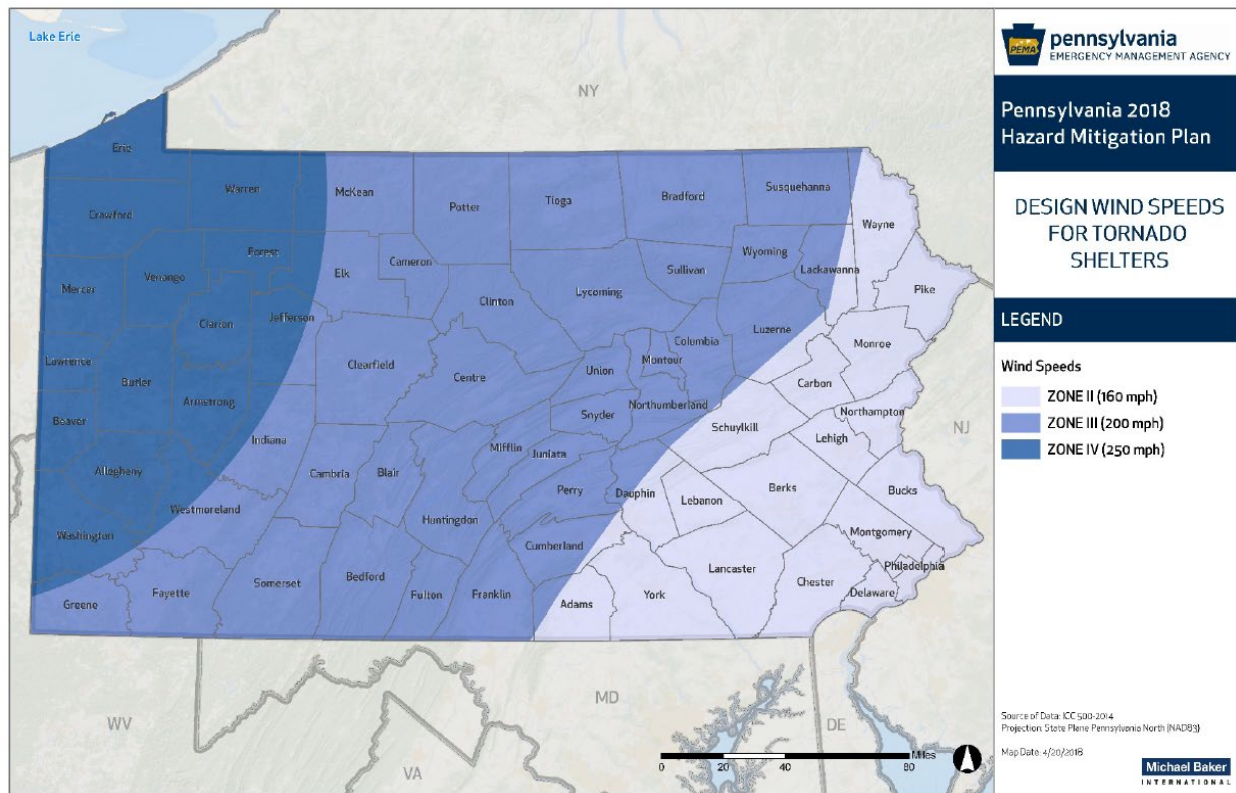 Lake Erie
NY
Erie
Warren
McKean
Potter
Tioga
Bradford
Susquehanna
Crawford
Wayne
Forest
Wyoming
Cameron
Sullivan
Lackawanna
Venango
Elk
Mercer
Pike
Clinton
Lycoming
Clarion
Jefferson
Luzerne
Columbia
Monroe
Lawrence
Clearfield
Montour
Union
Centre
Butler
Carbon
Armstrong
Snyder
Northumberland
Northampton
Beaver
NJ
Schuylkill
Indiana
Lehigh
Mifflin
Juniata
Allegheny
Cambria
Blair
Perry
Dauphin
Lebanon
Berks
Bucks
Westmoreland
Huntingdon
Washington
Cumberland
Montgomery
Philadelphia
Lancaster
Bedford
Somerset
Chester
Fayette
Fulton
Franklin
Delaware
Greene
Adams
York
MD
WV
DE
VA
0 20 40 80
Miles
PEMA
pennsylvania
EMERGENCY MANAGEMENT AGENCY
Pennsylvania 2018
Hazard Mitigation Plan
DESIGN WIND SPEEDS
FOR TORNADO
SHELTERS
LEGEND
Wind Speeds
ZONE II (160 mph)
ZONE III (200 mph)
ZONE IV (250 mph)
Source of Data: ICC 500-2014
Projection: State Plane Pennsylvania North (NAD83)
Map Date: 4/20/2018
Michael Baker
INTERNATIONAL